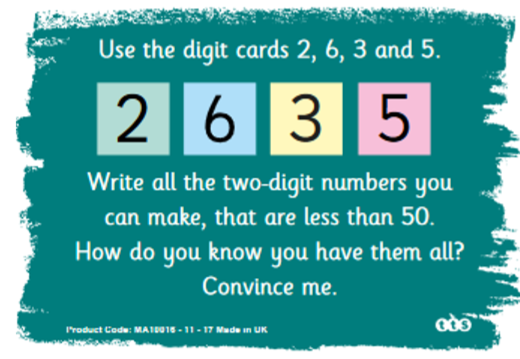 Use the digit cards 2, 6, 3 and 5.
2 6 3 5
Write all the two-digit numbers you
can make, that are less than 50.
How do you know you have them all?
Convince me.
Product Code: MA10016 - 11 - 17 Made in UK
tts